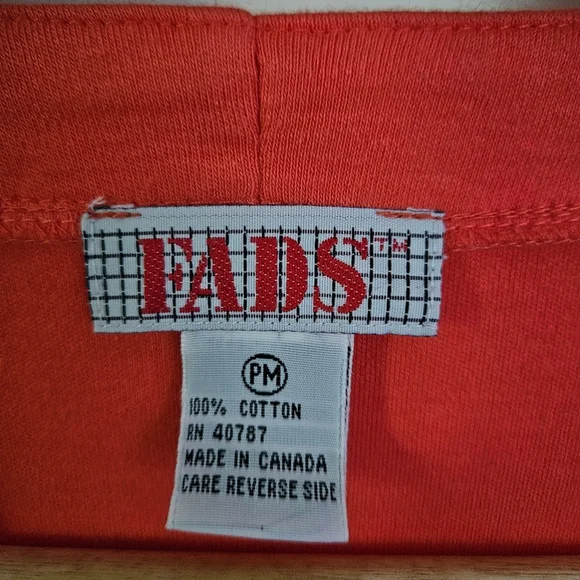 FADS™
PM
100% COTTON
RN 40787
MADE IN CANADA
CARE REVERSE SIDE